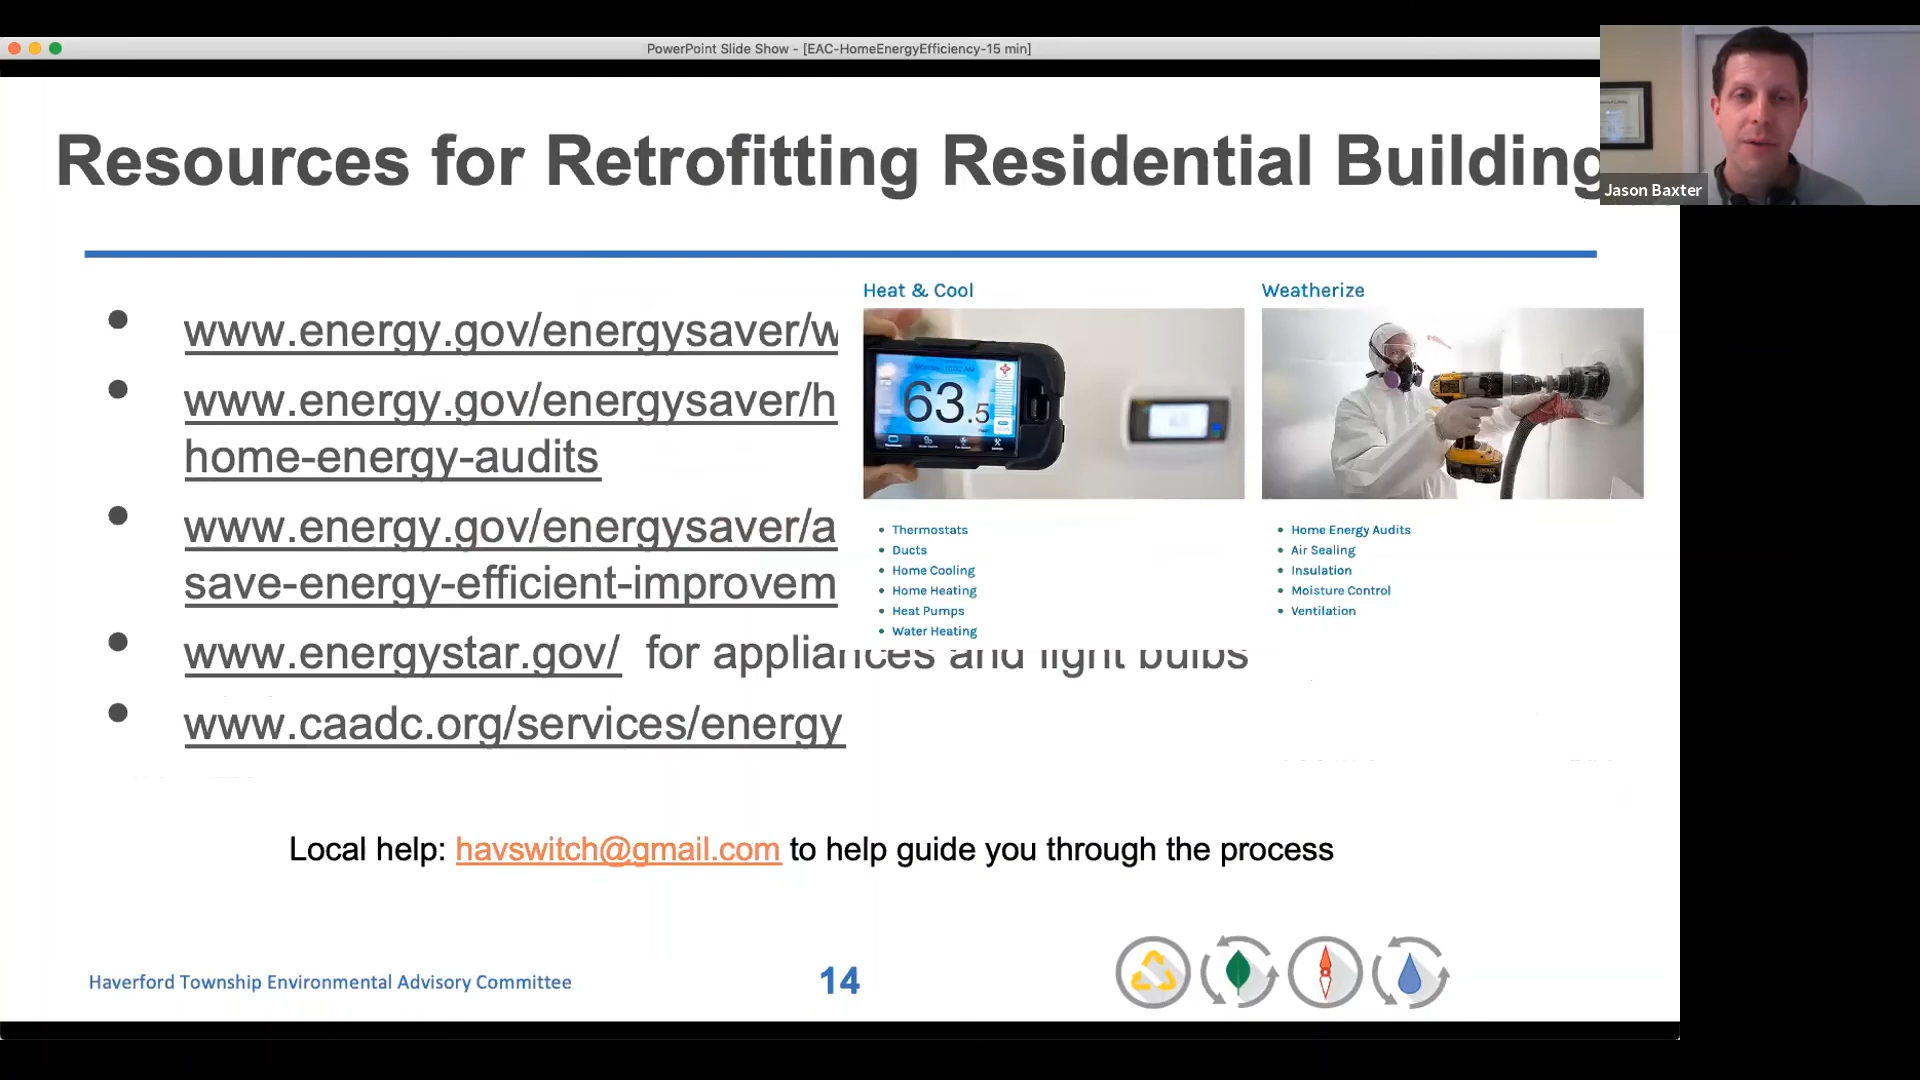 PowerPoint Slide Show - [EAC-HomeEnergyEfficiency-15 min]
Jason Baxter
Resources for Retrofitting Residential Building
www.energy.gov/energysaver/w
www.energy.gov/energysaver/h
home-energy-audits
www.energy.gov/energysaver/a
save-energy-efficient-improvem
www.energystar.gov/ for appliances and light bulbs
www.caadc.org/services/energy
Heat & Cool
63.5
Thermostats
Ducts
Home Cooling
Home Heating
Heat Pumps
Water Heating
Weatherize
Home Energy Audits
Air Sealing
Insulation
Moisture Control
Ventilation
Local help: havswitch@gmail.com to help guide you through the process
Haverford Township Environmental Advisory Committee
14